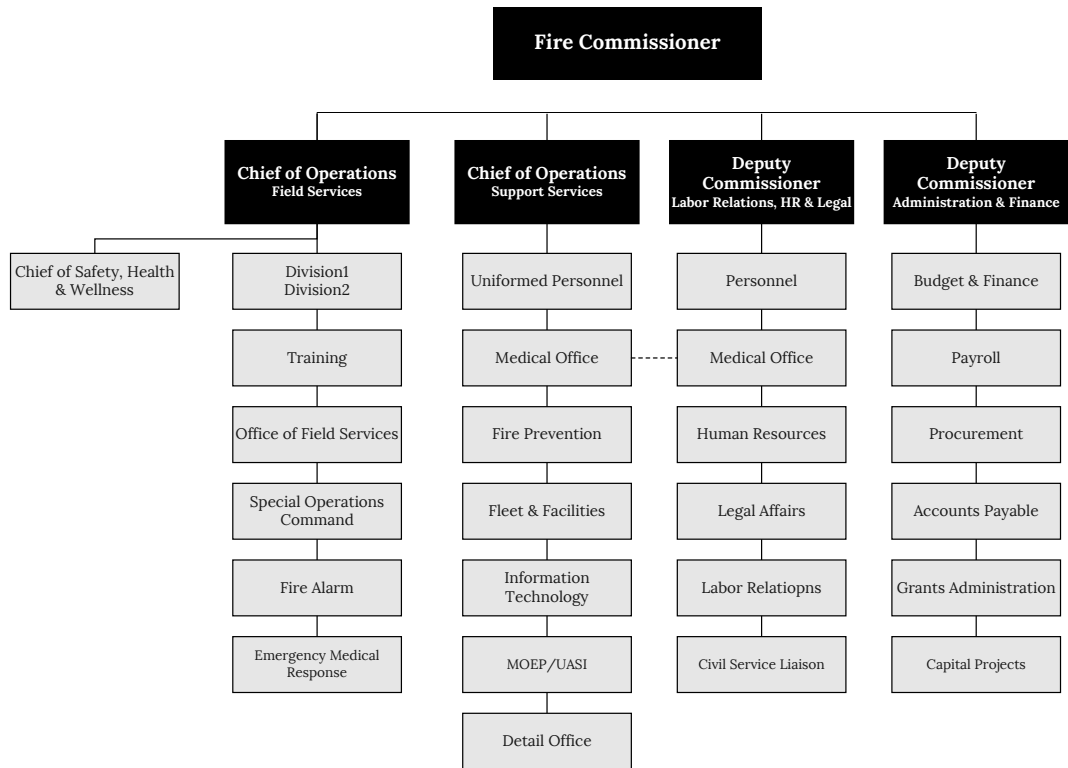 Fire Commissioner
Chief of Operations
Field Services
Chief of Operations
Support Services
Deputy
Commissioner
Labor Relations, HR & Legal
Deputy
Commissioner
Administration & Finance
Chief of Safety, Health
& Wellness
Division1
Division2
Training
Office of Field Services
Special Operations
Command
Fire Alarm
Emergency Medical
Response
Uniformed Personnel
Medical Office
Fire Prevention
Fleet & Facilities
Information
Technology
MOEP/UASI
Detail Office
Personnel
Medical Office
Human Resources
Legal Affairs
Labor Relatiopns
Civil Service Liaison
Budget & Finance
Payroll
Procurement
Accounts Payable
Grants Administration
Capital Projects